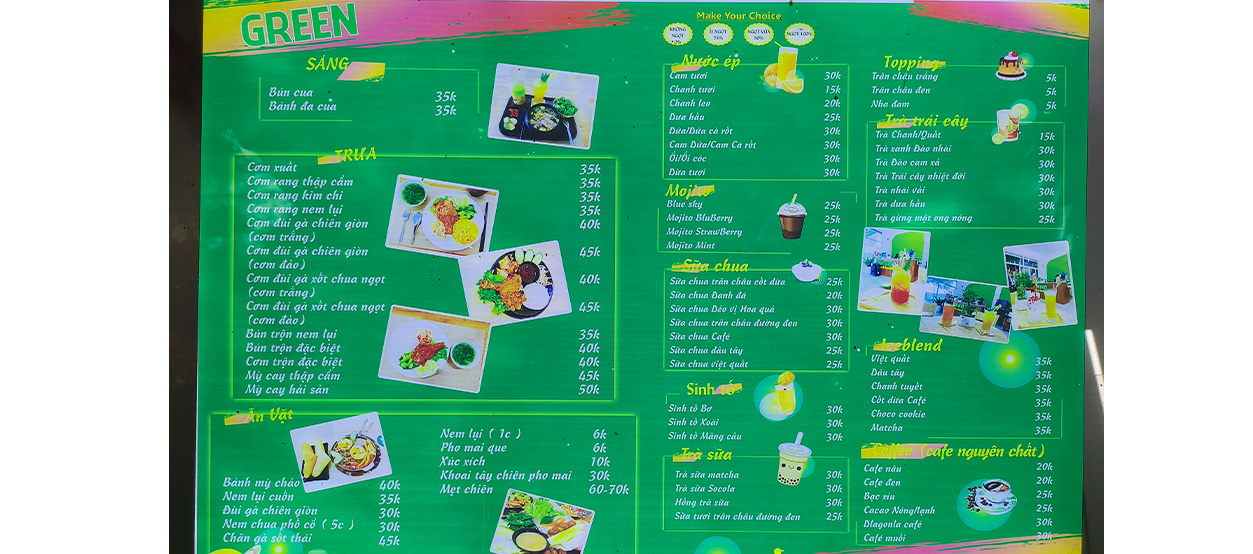 GREEN
SÁNG
Bún cua 35k
Bánh đa cua 35k
TRƯA
Cơm xuất 35k
Cơm rang thập cẩm 35k
Cơm rang kim chi 35k
Cơm rang nem lụi 35k
Cơm đùi gà chiên giòn 40k
(cơm trắng)
Cơm đùi gà chiên giòn 45k
(cơm đảo)
Cơm đùi gà xốt chua ngọt 40k
(cơm trắng)
Cơm đùi gà xốt chua ngọt 45k
(cơm đảo)
Bún trộn nem lụi 35k
Bún trộn đặc biệt 40k
Cơm trộn đặc biệt 40k
Mỳ cay thập cẩm 45k
Mỳ cay hải sản 50k
Ăn Vặt
Bánh mỳ chảo 40k
Nem lụi cuốn 35k
Đùi gà chiên giòn 30k
Nem chua phố cổ ( 5c ) 30k
Chân gà sốt thái 45k
Nem lụi ( 1c ) 6k
Pho mai que 6k
Xúc xích 10k
Khoai tây chiên pho mai 30k
Mẹt chiên 60-70k
Make Your Choice
KHÔNG NGỌT
ÍT NGỌT
NGỌT VỪA
NGỌT 100%
Nước ép
Cam tươi 30k
Chanh tươi 15k
Chanh leo 20k
Dưa hấu 25k
Dứa/Dứa cà rốt 30k
Cam Dứa/Cam Cà rốt 30k
Ổi/Ổi cóc 30k
Dừa tươi 30k
Mojito
Blue sky 25k
Mojito BluBerry 25k
Mojito StrawBerry 25k
Mojito Mint 25k
Sữa chua
Sữa chua trân châu cốt dừa 25k
Sữa chua Đanh đá 20k
Sữa chua Dẻo vị Hoa quả 30k
Sữa chua trân châu đường đen 30k
Sữa chua Café 30k
Sữa chua dâu tây 25k
Sữa chua việt quất 25k
Sinh tố
Sinh tố Bơ 30k
Sinh tố Xoài 30k
Sinh tố Mãng cầu 30k
Trà sữa
Trà sữa matcha 30k
Trà sữa Socola 30k
Hồng trà sữa 30k
Sữa tươi trân châu đường đen 25k
Topping
Trân châu trắng 5k
Trân châu đen 5k
Nha đam 5k
Trà trái cây
Trà Chanh/Quất 15k
Trà xanh Đào nhài 30k
Trà Đào cam xả 30k
Trà Trái cây nhiệt đới 30k
Trà nhài vải 30k
Trà dưa hấu 30k
Trà gừng mật ong nóng 25k
Iceblend
Việt quất 35k
Dâu tây 35k
Chanh tuyết 35k
Cốt dừa Café 35k
Choco cookie 35k
Matcha 35k
Coffee (cafe nguyên chất)
Cafe nâu 20k
Cafe đen 20k
Bạc xỉu 25k
Cacao Nóng/lạnh 25k
Dlagonla café 30k
Café muối 30k